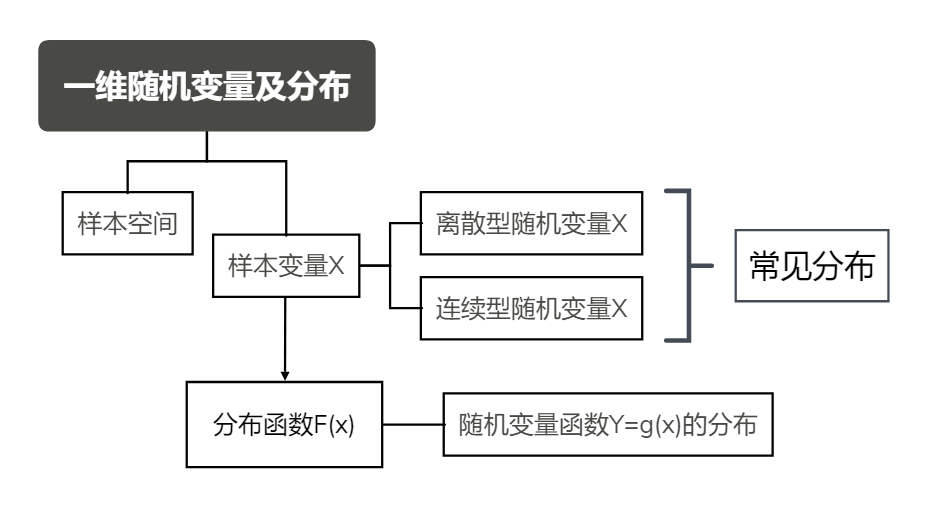 一维随机变量及分布
样本空间
样本变量X
离散型随机变量X
连续型随机变量X
常见分布
分布函数F(x)
随机变量函数Y=g(x)的分布